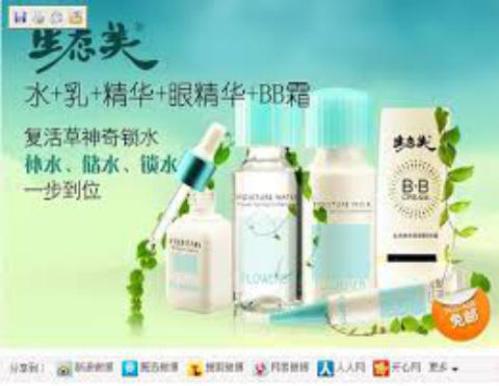 生态美
水+乳+精华+眼精华+BB霜
复活草神奇锁水
补水、储水、锁水
一步到位
MOISTURE WATER
生态美
B·B
CREAM
免邮
分享到:
新浪微博
腾讯微博
搜狐微博
网易微博
人人网
开心网
更多